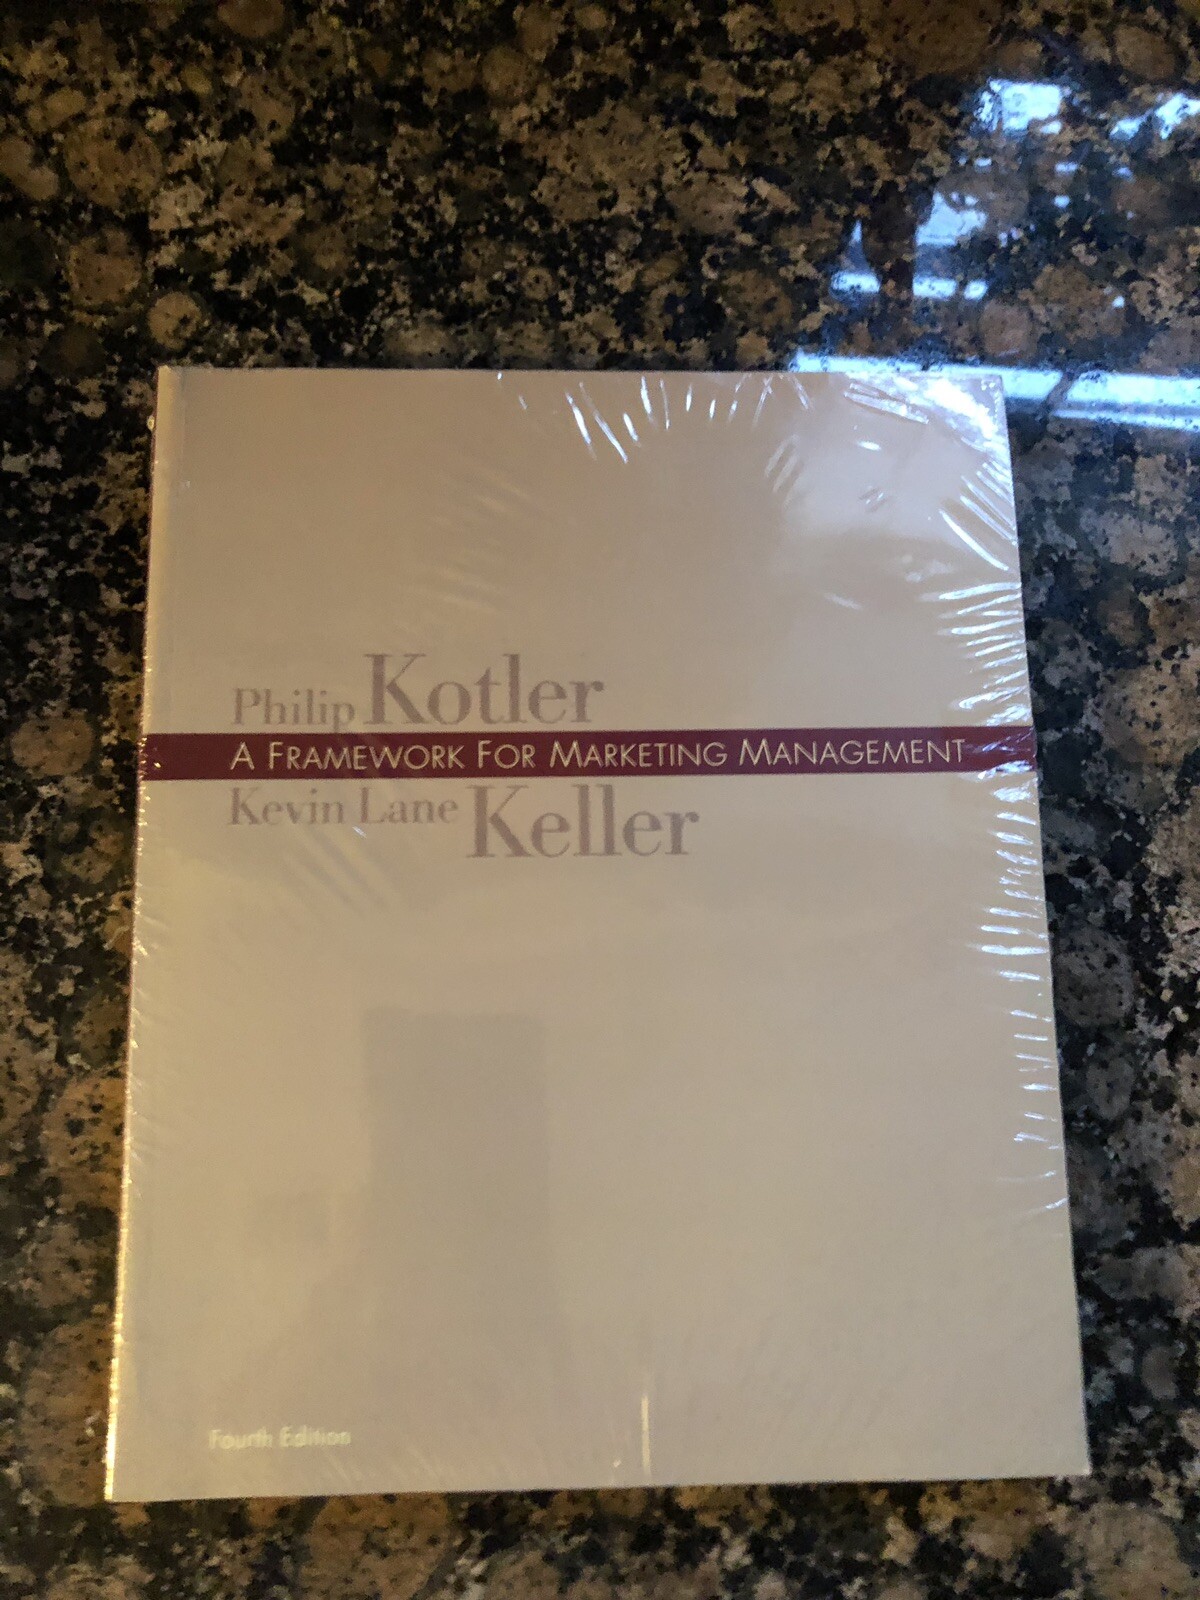 Philip Kotler
A FRAMEWORK FOR MARKETING MANAGEMENT
Kevin Lane Keller
Fourth Edition